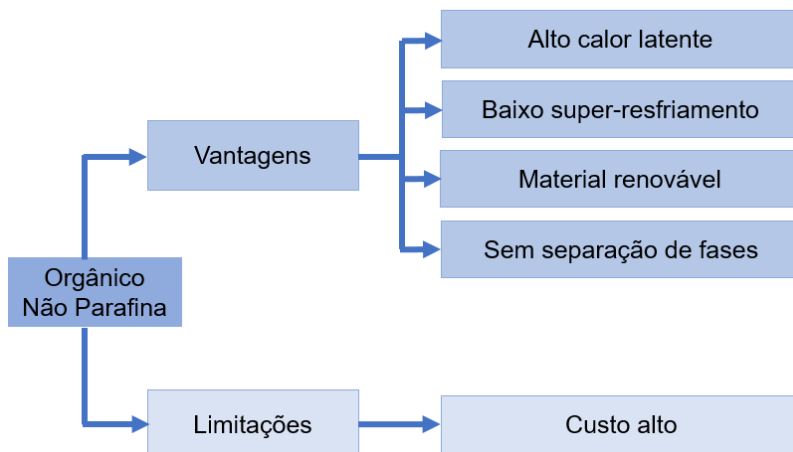 Alto calor latente
Baixo super-resfriamento
Vantagens
Material renovável
Sem separação de fases
Orgânico
Não Parafina
Limitações
Custo alto